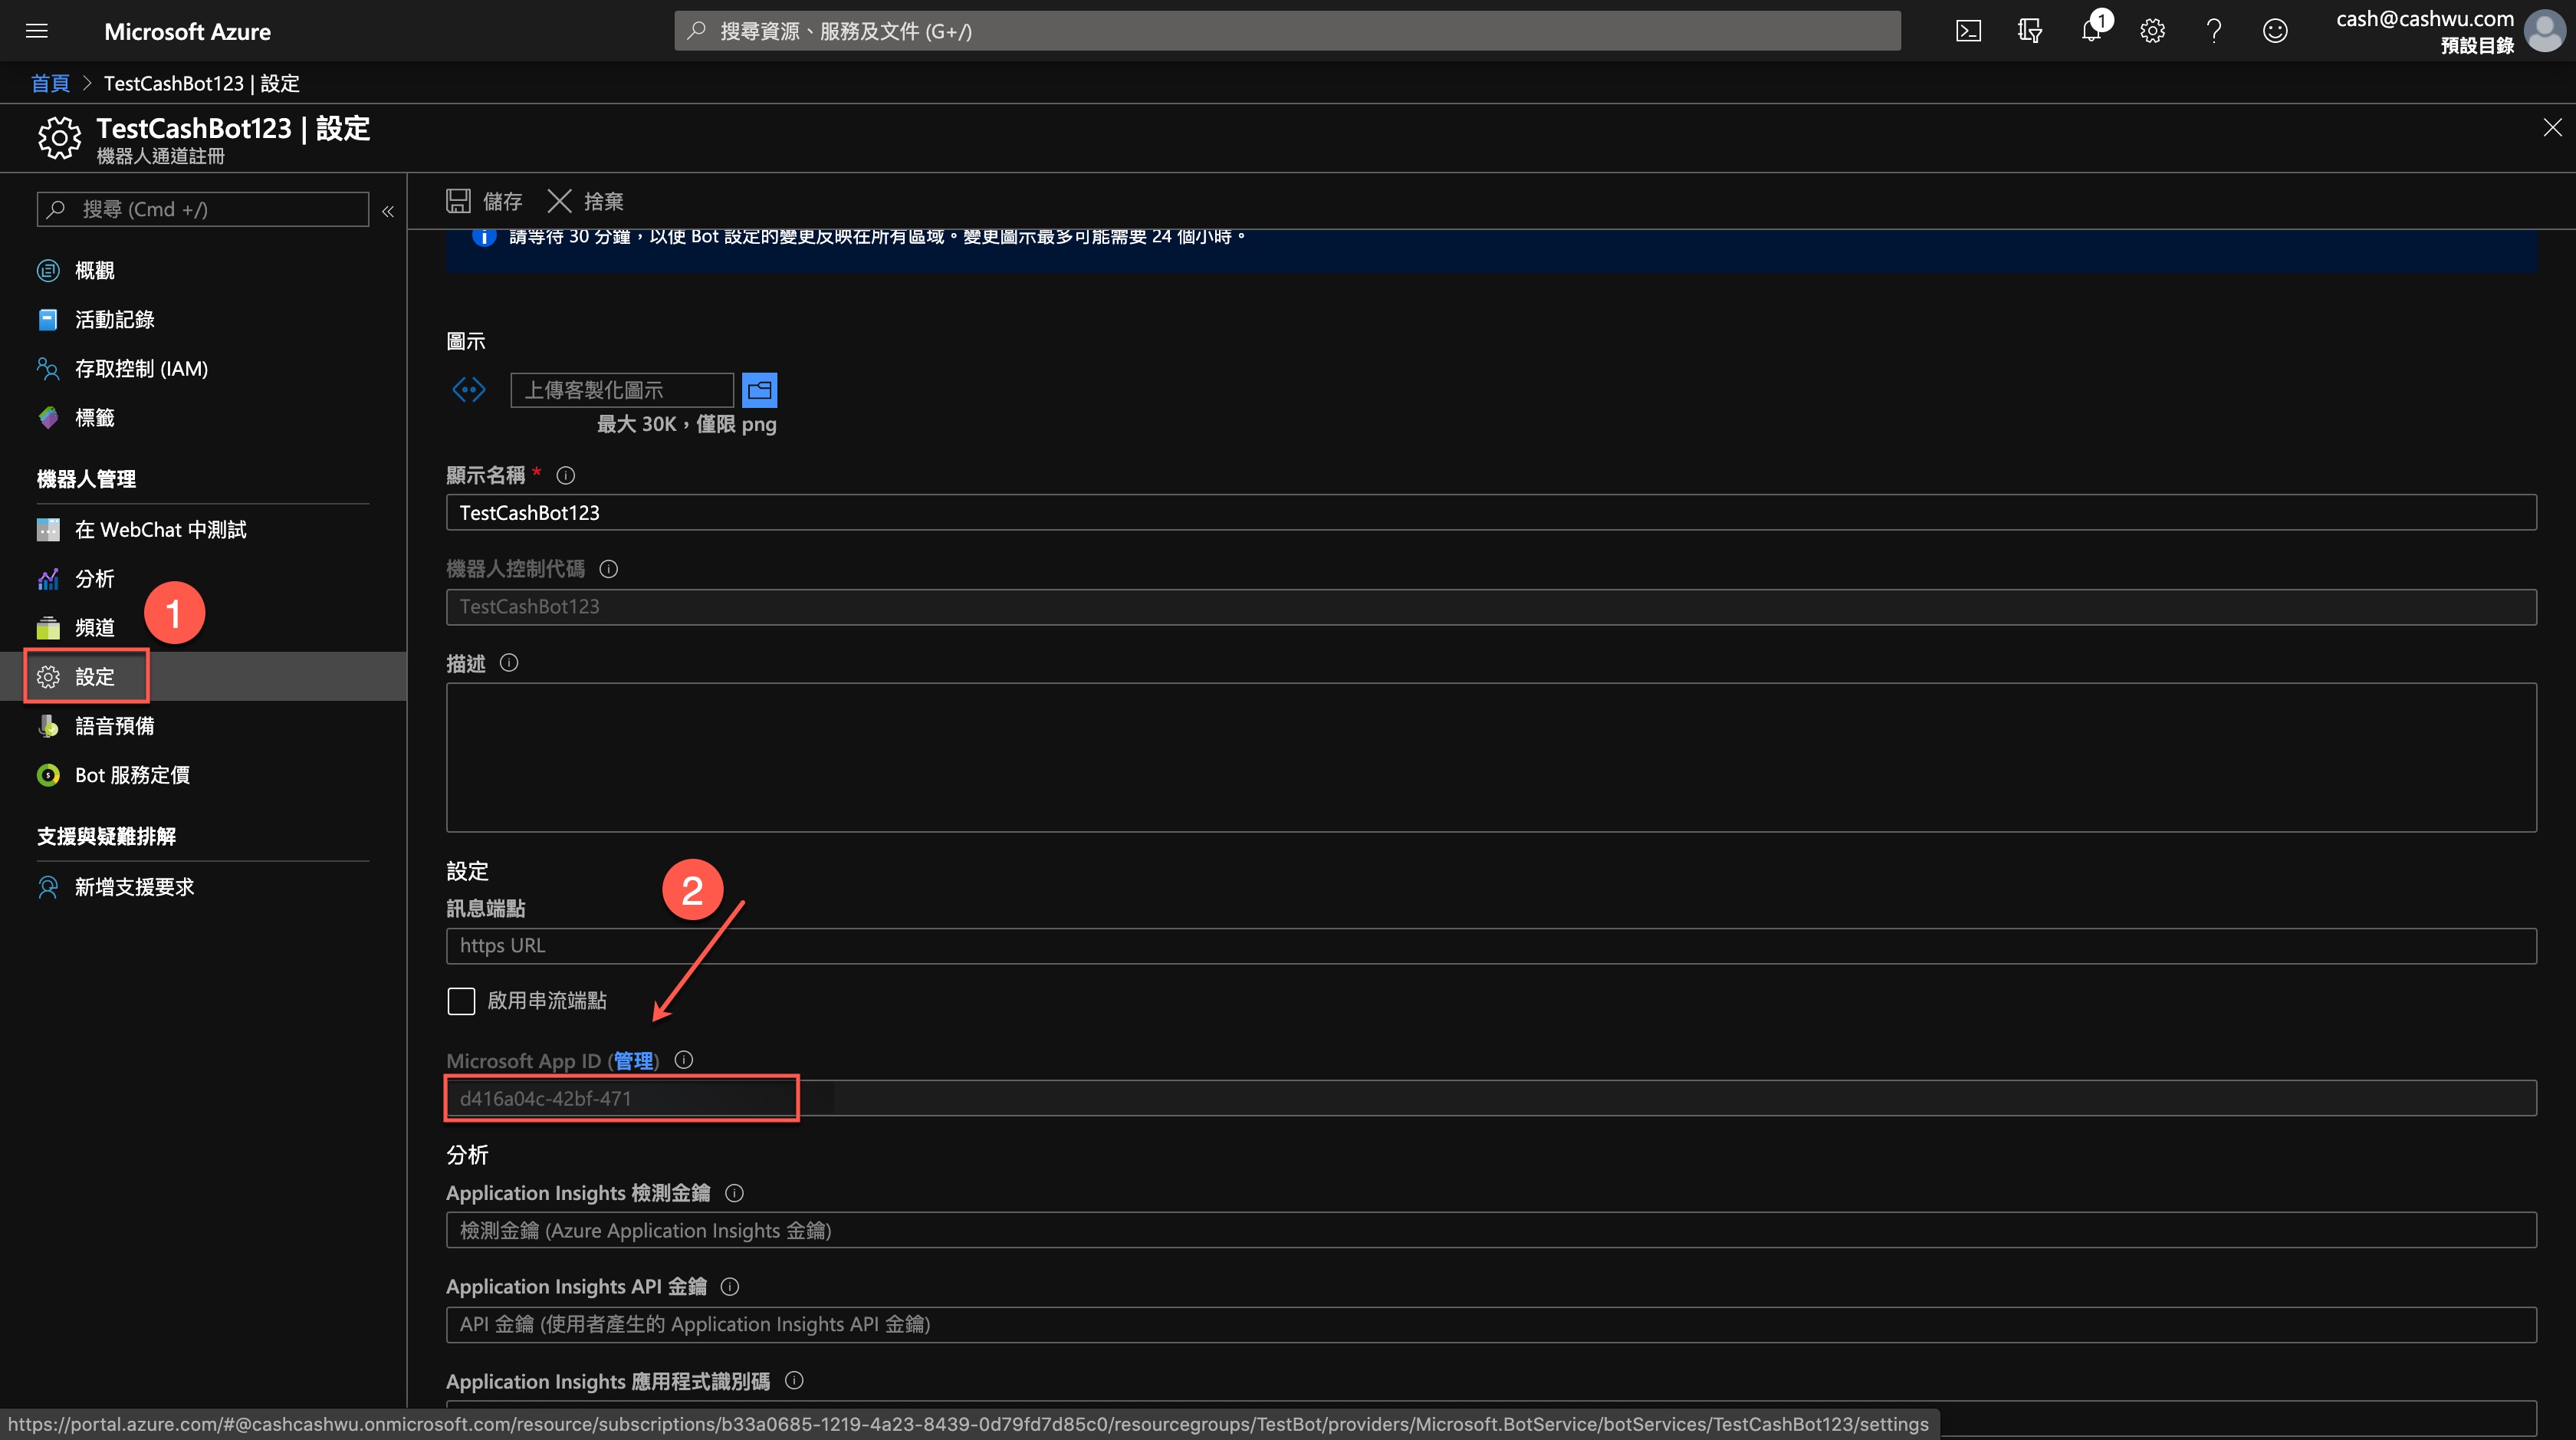 Microsoft Azure
搜尋資源、服務及文件 (G+/)
1
cash@cashwu.com
預設目錄
首頁 > TestCashBot123 | 設定
TestCashBot123 | 設定
機器人通道註冊
搜尋 (Cmd +/)
«
概觀
活動記錄
存取控制 (IAM)
標籤
機器人管理
在 WebChat 中測試
分析
頻道
1
設定
語音預備
Bot 服務定價
支援與疑難排解
新增支援要求
儲存
捨棄
請等待 30 分鐘，以使 Bot 設定的變更反映在所有區域。變更圖示最多可能需要 24 個小時。
圖示
上傳客製化圖示
最大 30K，僅限 png
顯示名稱 *
TestCashBot123
機器人控制代碼
TestCashBot123
描述
設定
2
訊息端點
https URL
啟用串流端點
Microsoft App ID (管理)
d416a04c-42bf-471
分析
Application Insights 檢測金鑰
檢測金鑰 (Azure Application Insights 金鑰)
Application Insights API 金鑰
API 金鑰 (使用者產生的 Application Insights API 金鑰)
Application Insights 應用程式識別碼
https://portal.azure.com/#@cashcashwu.onmicrosoft.com/resource/subscriptions/b33a0685-1219-4a23-8439-0d79fd7d85c0/resourcegroups/TestBot/providers/Microsoft.BotService/botServices/TestCashBot123/settings